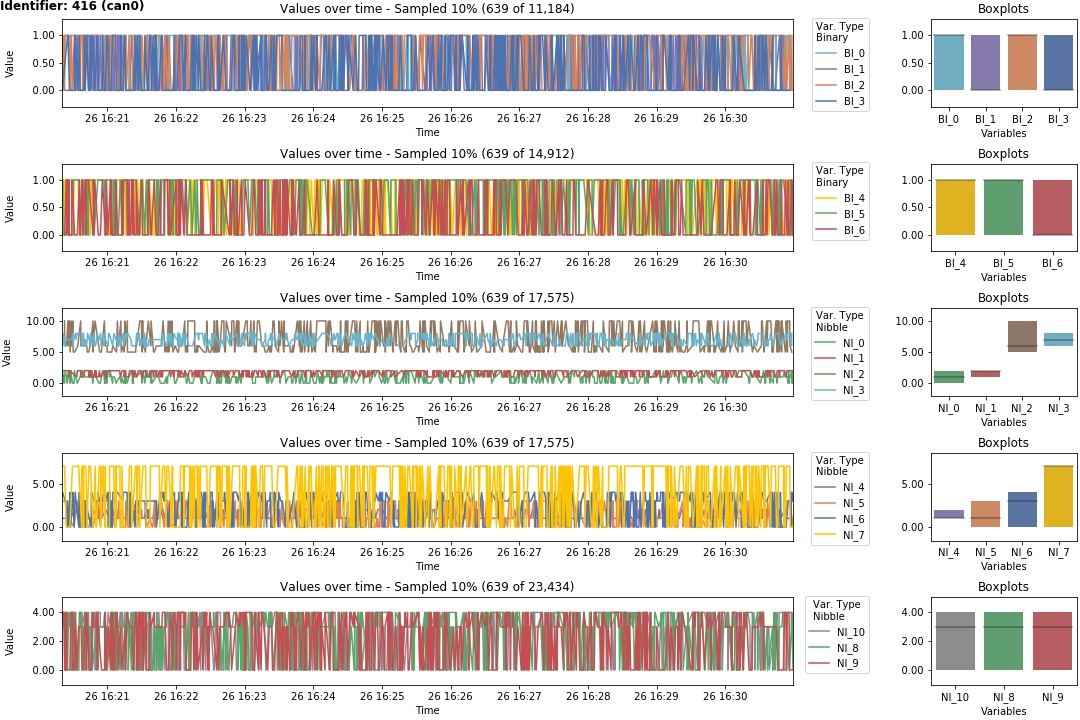 Identifier: 416 (can0)
Values over time - Sampled 10% (639 of 11,184)
Boxplots
Value
1.00
0.50
0.00
26 16:21 26 16:22 26 16:23 26 16:24 26 16:25 26 16:26 26 16:27 26 16:28 26 16:29 26 16:30
Time
Var. Type
Binary
BI_0
BI_1
BI_2
BI_3
1.00
0.50
0.00
BI_0 BI_1 BI_2 BI_3
Variables
Values over time - Sampled 10% (639 of 14,912)
Boxplots
Value
1.00
0.50
0.00
26 16:21 26 16:22 26 16:23 26 16:24 26 16:25 26 16:26 26 16:27 26 16:28 26 16:29 26 16:30
Time
Var. Type
Binary
BI_4
BI_5
BI_6
1.00
0.50
0.00
BI_4 BI_5 BI_6
Variables
Values over time - Sampled 10% (639 of 17,575)
Boxplots
Value
10.00
5.00
0.00
26 16:21 26 16:22 26 16:23 26 16:24 26 16:25 26 16:26 26 16:27 26 16:28 26 16:29 26 16:30
Time
Var. Type
Nibble
NI_0
NI_1
NI_2
NI_3
10.00
5.00
0.00
NI_0 NI_1 NI_2 NI_3
Variables
Values over time - Sampled 10% (639 of 17,575)
Boxplots
Value
5.00
0.00
26 16:21 26 16:22 26 16:23 26 16:24 26 16:25 26 16:26 26 16:27 26 16:28 26 16:29 26 16:30
Time
Var. Type
Nibble
NI_4
NI_5
NI_6
NI_7
5.00
0.00
NI_4 NI_5 NI_6 NI_7
Variables
Values over time - Sampled 10% (639 of 23,434)
Boxplots
Value
4.00
2.00
0.00
26 16:21 26 16:22 26 16:23 26 16:24 26 16:25 26 16:26 26 16:27 26 16:28 26 16:29 26 16:30
Time
Var. Type
Nibble
NI_10
NI_8
NI_9
4.00
2.00
0.00
NI_10 NI_8 NI_9
Variables